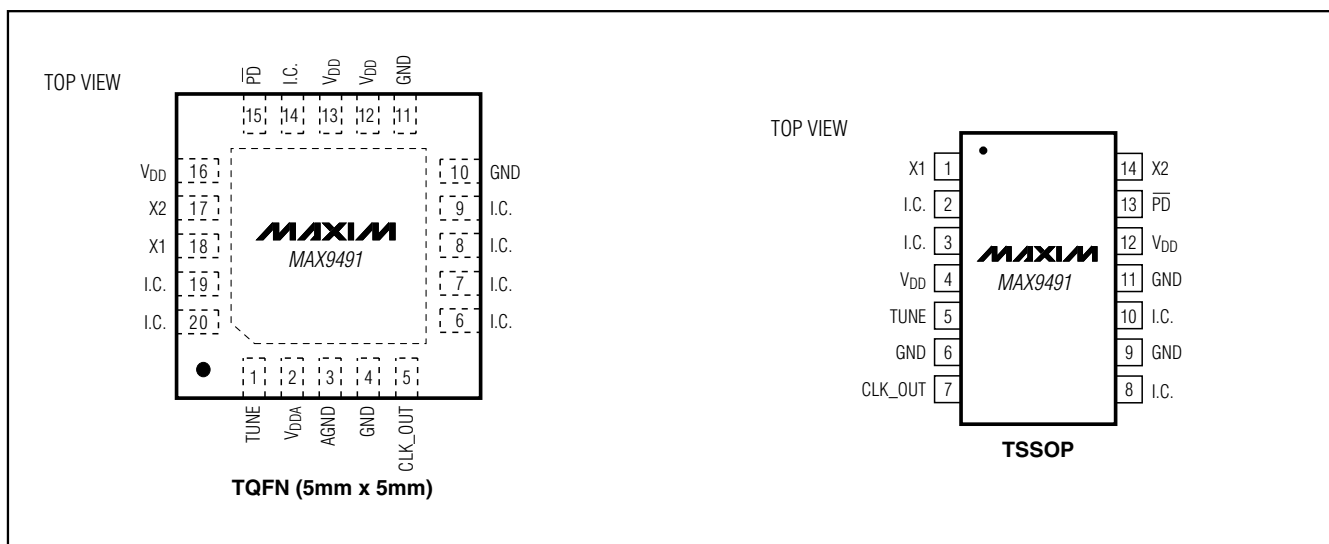 TOP VIEW
P̅D̅ I.C. VDD VDD GND
15 14 13 12 11
VDD 16
X2 17
X1 18
I.C. 19
I.C. 20
10 GND
9 I.C.
8 I.C.
7 I.C.
6 I.C.
MAXIM
MAX9491
1 2 3 4 5
TUNE VDDA AGND GND CLK_OUT
TQFN (5mm x 5mm)
TOP VIEW
X1 1
I.C. 2
I.C. 3
VDD 4
TUNE 5
GND 6
CLK_OUT 7
MAXIM
MAX9491
14 X2
13 P̅D̅
12 VDD
11 GND
10 I.C.
9 GND
8 I.C.
TSSOP